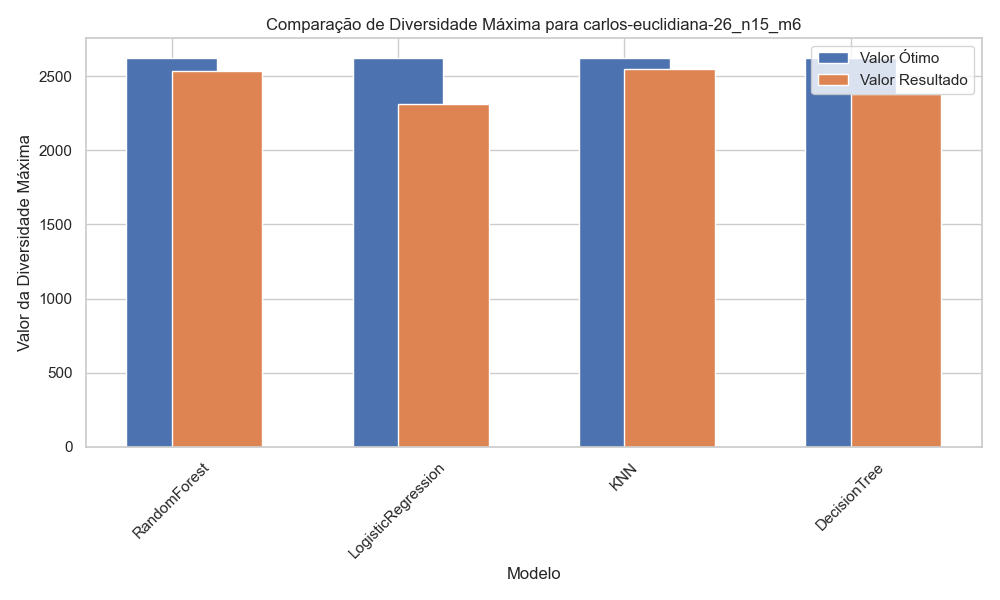 Comparação de Diversidade Máxima para carlos-euclidiana-26_n15_m6
Valor Ótimo
Valor Resultado
Valor da Diversidade Máxima
2500
2000
1500
1000
500
0
RandomForest
LogisticRegression
KNN
DecisionTree
Modelo